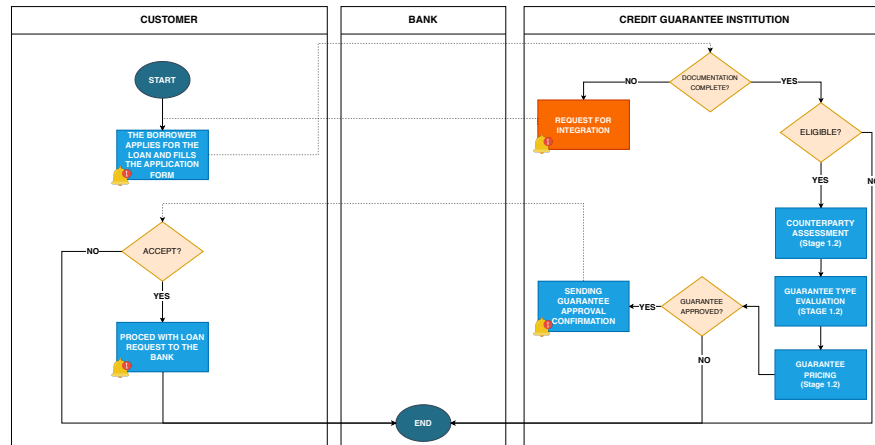 CUSTOMER
BANK
CREDIT GUARANTEE INSTITUTION
START
THE BORROWER
APPLIES FOR THE
LOAN AND FILLS
THE APPLICATION
FORM
DOCUMENTATION
COMPLETE?
NO
YES
REQUEST FOR
INTEGRATION
ELIGIBLE?
YES
NO
COUNTERPARTY
ASSESSMENT
(Stage 1.2)
GUARANTEE TYPE
EVALUATION
(STAGE 1.2)
GUARANTEE
PRICING
(Stage 1.2)
GUARANTEE
APPROVED?
YES
NO
SENDING
GUARANTEE
APPROVAL
CONFIRMATION
ACCEPT?
NO
YES
PROCED WITH LOAN
REQUEST TO THE
BANK
END